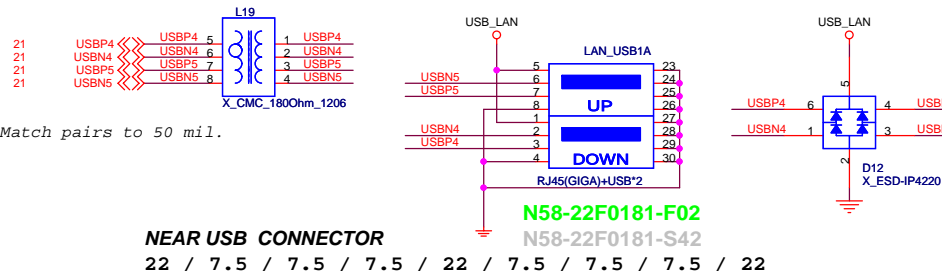 L19
21 USBP4 USBP4 5 1 USBP4
21 USBN4 USBN4 6 2 USBN4
21 USBP5 USBP5 7 3 USBP5
21 USBN5 USBN5 8 4 USBN5
X_CMC_180Ohm_1206
Match pairs to 50 mil.
USB_LAN
LAN_USB1A
5 23
USBN5 6 24
USBP5 7 25
8 UP 26
1 27
USBN4 2 28
USBP4 3 29
4 DOWN 30
RJ45(GIGA)+USB*2
N58-22F0181-F02
N58-22F0181-S42
USB_LAN
5
USBP4 6 4 USB
USBN4 1 3 USB
2
D12
X_ESD-IP4220
NEAR USB CONNECTOR
22 / 7.5 / 7.5 / 7.5 / 22 / 7.5 / 7.5 / 7.5 / 22